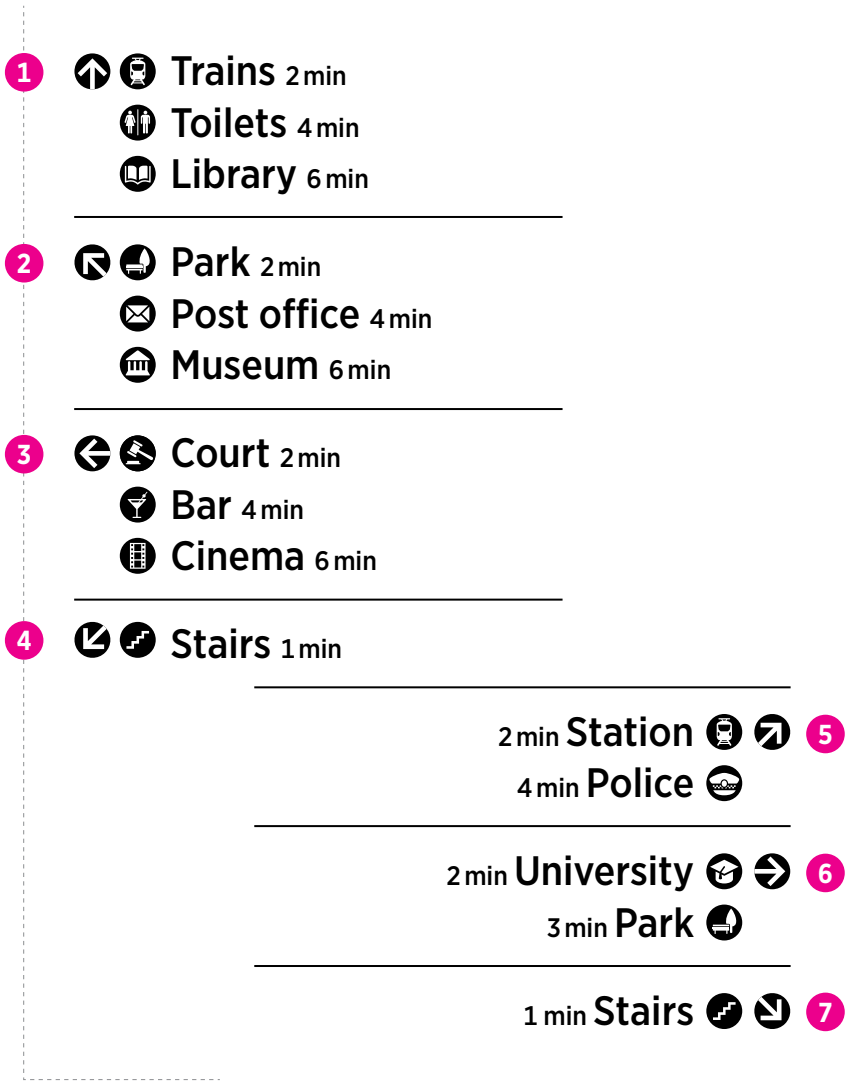 1 Trains 2 min
Toilets 4 min
Library 6 min
2 Park 2 min
Post office 4 min
Museum 6 min
3 Court 2 min
Bar 4 min
Cinema 6 min
4 Stairs 1 min
2 min Station 5
4 min Police
2 min University 6
3 min Park
1 min Stairs 7